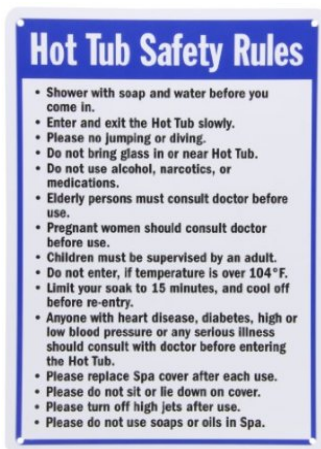 Hot Tub Safety Rules
• Shower with soap and water before you
come in.
• Enter and exit the Hot Tub slowly.
• Please no jumping or diving.
• Do not bring glass in or near Hot Tub.
• Do not use alcohol, narcotics, or
medications.
• Elderly persons must consult doctor before
use.
• Pregnant women should consult doctor
before use.
• Children must be supervised by an adult.
• Do not enter, if temperature is over 104°F.
• Limit your soak to 15 minutes, and cool off
before re-entry.
• Anyone with heart disease, diabetes, high or
low blood pressure or any serious illness
should consult with doctor before entering
the Hot Tub.
• Please replace Spa cover after each use.
• Please do not sit or lie down on cover.
• Please turn off high jets after use.
• Please do not use soaps or oils in Spa.